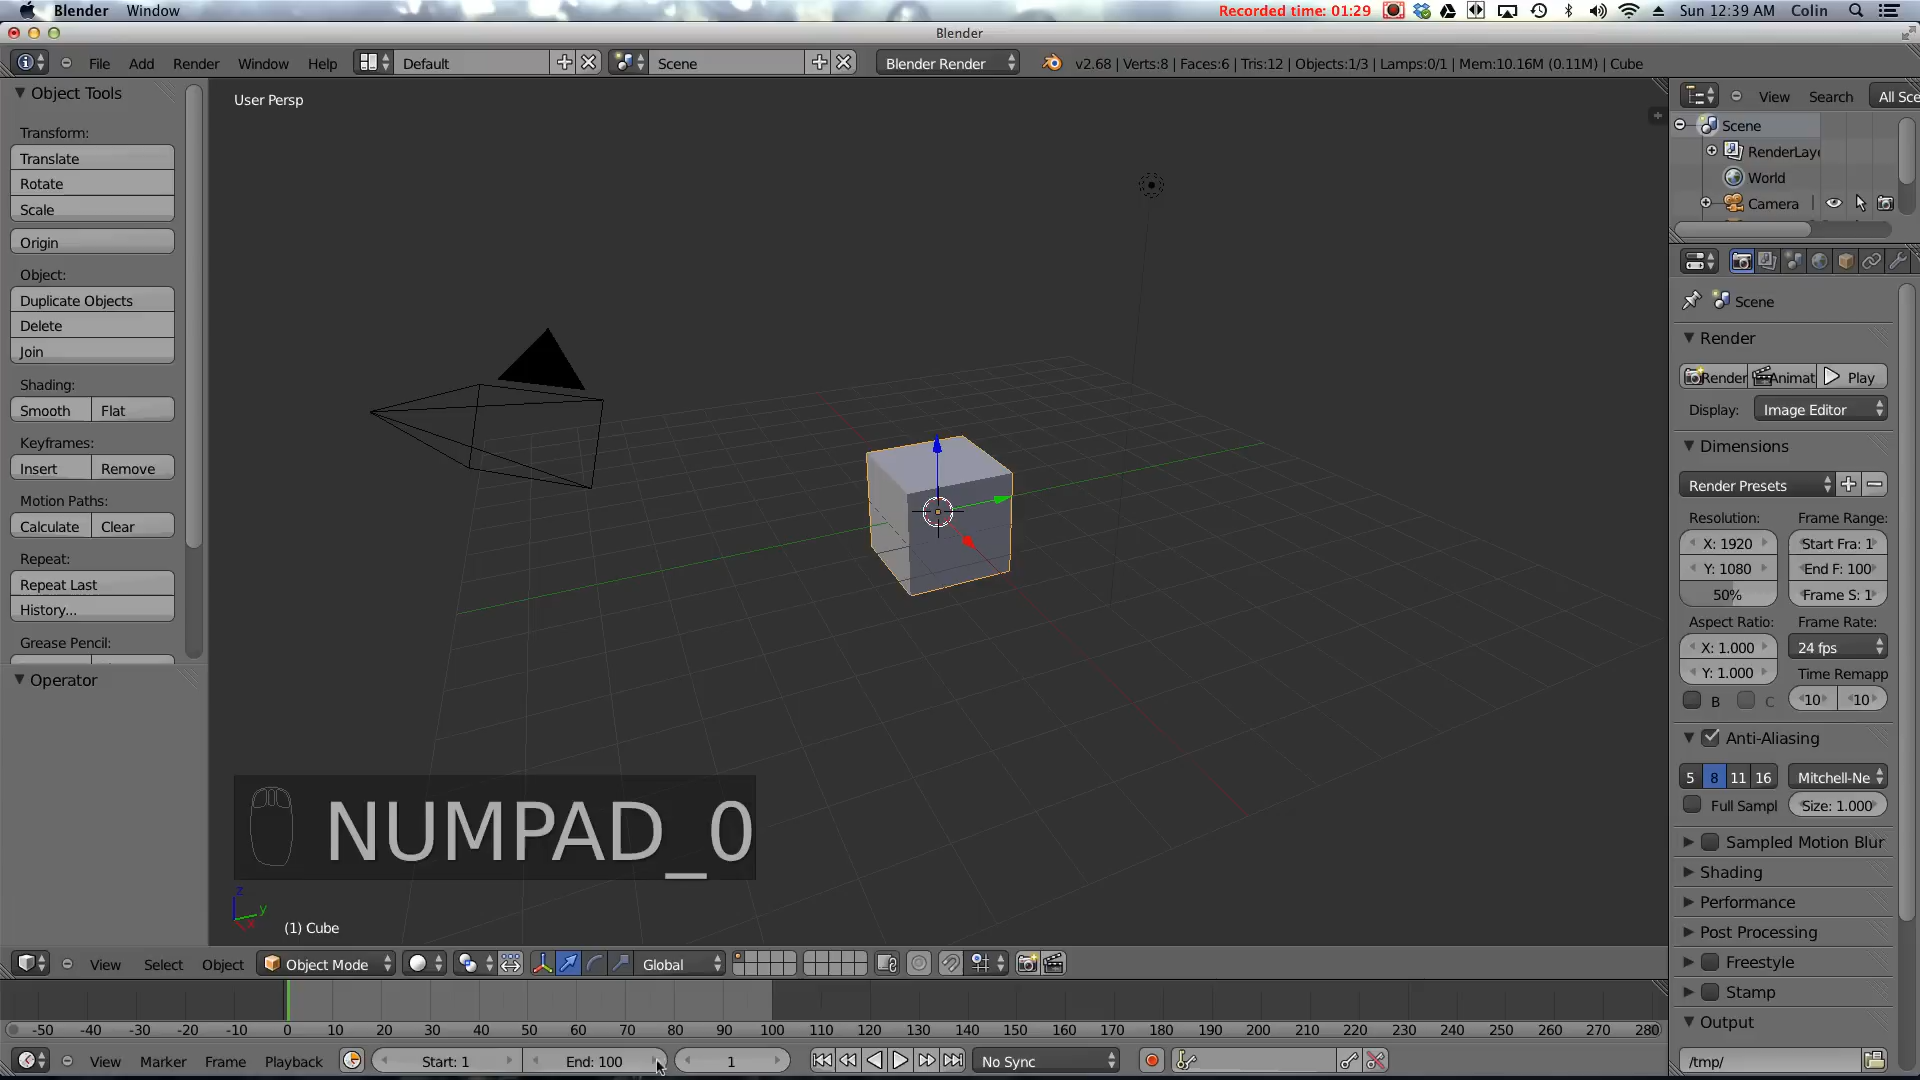 Blender Window Recorded time: 01:29 Sun 12:39 AM Colin
Blender
File Add Render Window Help Default Scene Blender Render v2.68 | Verts:8 | Faces:6 | Tris:12 | Objects:1/3 | Lamps:0/1 | Mem:10.16M (0.11M) | Cube
Object Tools
Transform:
Translate
Rotate
Scale
Origin
Object:
Duplicate Objects
Delete
Join
Shading:
Smooth Flat
Keyframes:
Insert Remove
Motion Paths:
Calculate Clear
Repeat:
Repeat Last
History...
Grease Pencil:
Operator
User Persp
NUMPAD_0
z
y
x
(1) Cube
View Search All Sce
Scene
RenderLaye
World
Camera
Scene
Render
Render Animat Play
Display: Image Editor
Dimensions
Render Presets
Resolution: Frame Range:
X: 1920 Start Fra: 1
Y: 1080 End F: 100
50% Frame S: 1
Aspect Ratio: Frame Rate:
X: 1.000 24 fps
Y: 1.000 Time Remapp
B C 10 10
Anti-Aliasing
5 8 11 16 Mitchell-Ne
Full Sampl Size: 1.000
Sampled Motion Blur
Shading
Performance
Post Processing
Freestyle
Stamp
Output
/tmp/
View Select Object Object Mode Global
-50 -40 -30 -20 -10 0 10 20 30 40 50 60 70 80 90 100 110 120 130 140 150 160 170 180 190 200 210 220 230 240 250 260 270 280
View Marker Frame Playback Start: 1 End: 100 1 No Sync